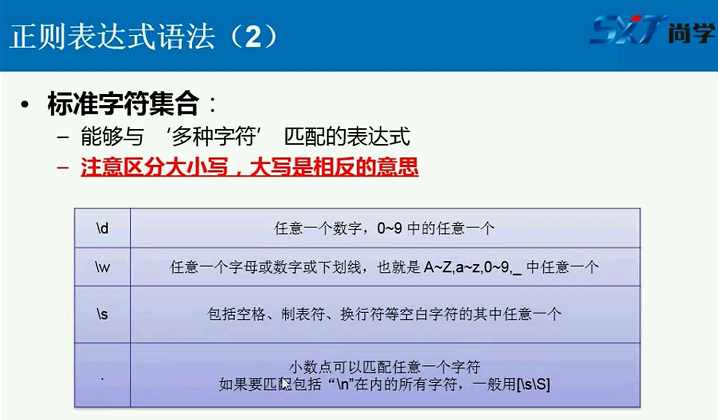 正则表达式语法（2）
SXT 尚学
• 标准字符集合：
– 能够与 ‘多种字符’ 匹配的表达式
– 注意区分大小写，大写是相反的意思
\d 任意一个数字，0~9 中的任意一个
\w 任意一个字母或数字或下划线，也就是 A~Z,a~z,0~9,_ 中任意一个
\s 包括空格、制表符、换行符等空白字符的其中任意一个
. 小数点可以匹配任意一个字符
如果要匹配包括“\n”在内的所有字符，一般用[\s\S]